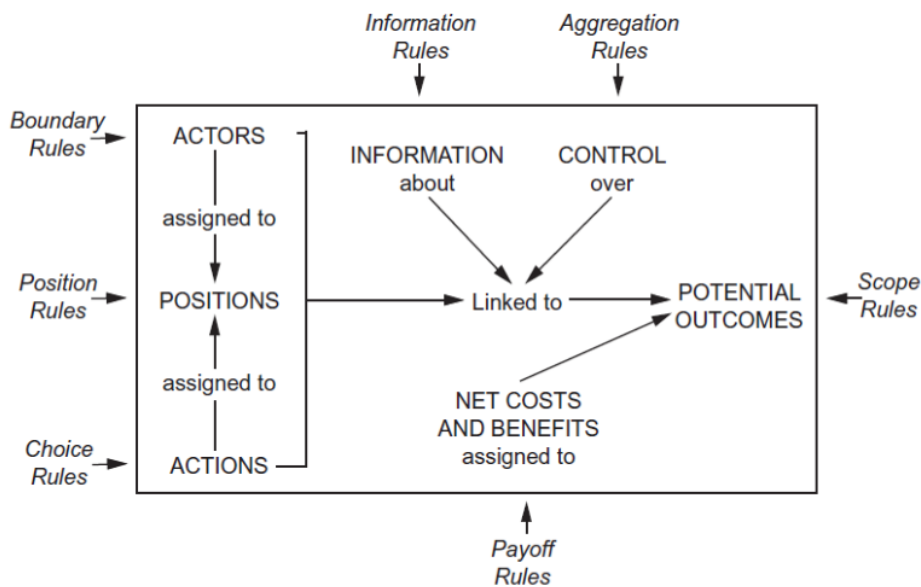 Information
Rules
Aggregation
Rules
Boundary
Rules
ACTORS
INFORMATION
about
CONTROL
over
assigned to
Position
Rules
POSITIONS
Linked to
POTENTIAL
OUTCOMES
Scope
Rules
assigned to
NET COSTS
AND BENEFITS
assigned to
Choice
Rules
ACTIONS
Payoff
Rules